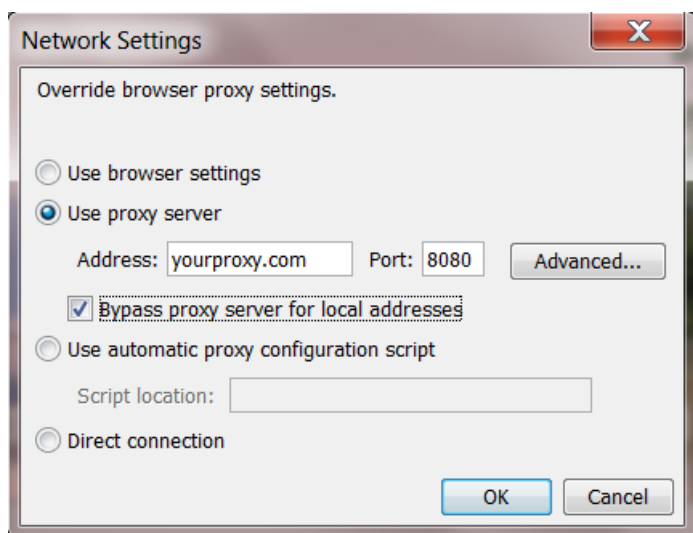 Network Settings
Override browser proxy settings.
Use browser settings
Use proxy server
Address: yourproxy.com Port: 8080 Advanced...
Bypass proxy server for local addresses
Use automatic proxy configuration script
Script location:
Direct connection
OK Cancel